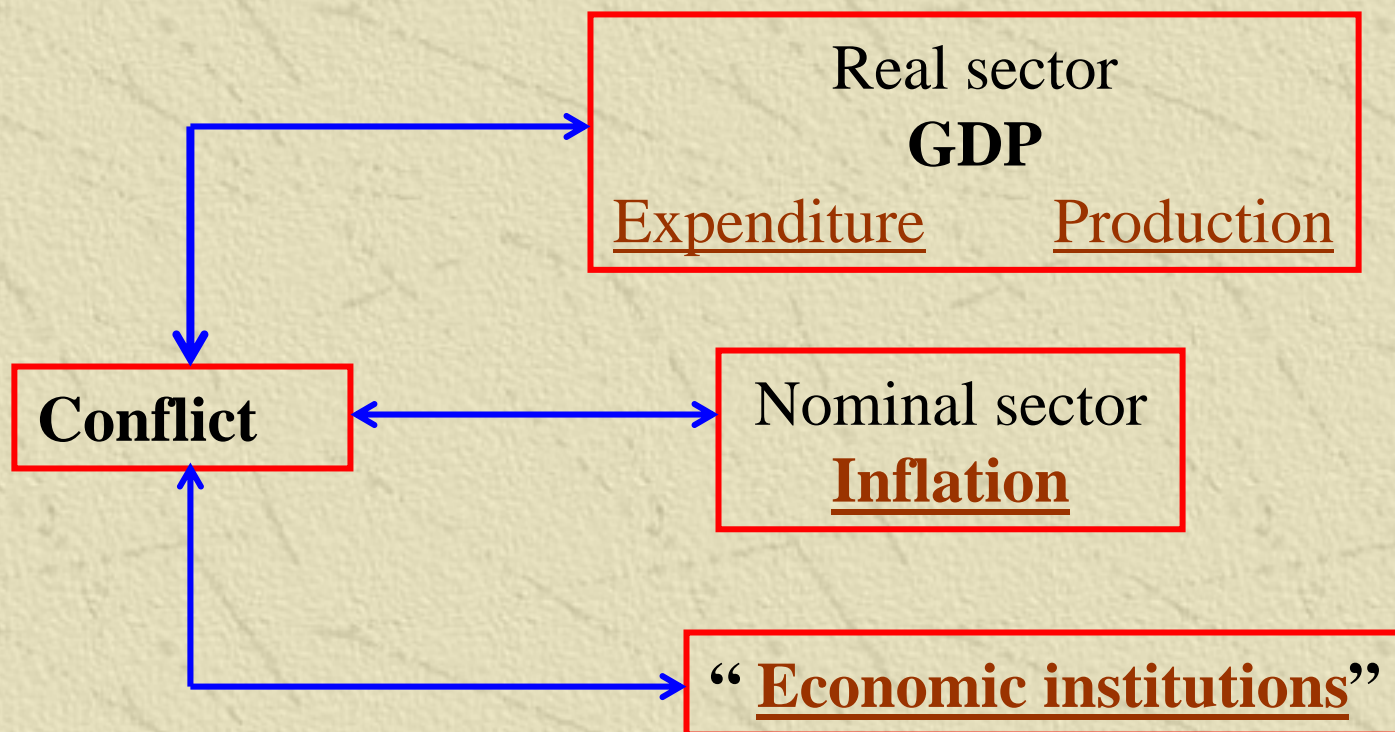 Real sector
GDP
Expenditure Production
Conflict
Nominal sector
Inflation
“ Economic institutions”